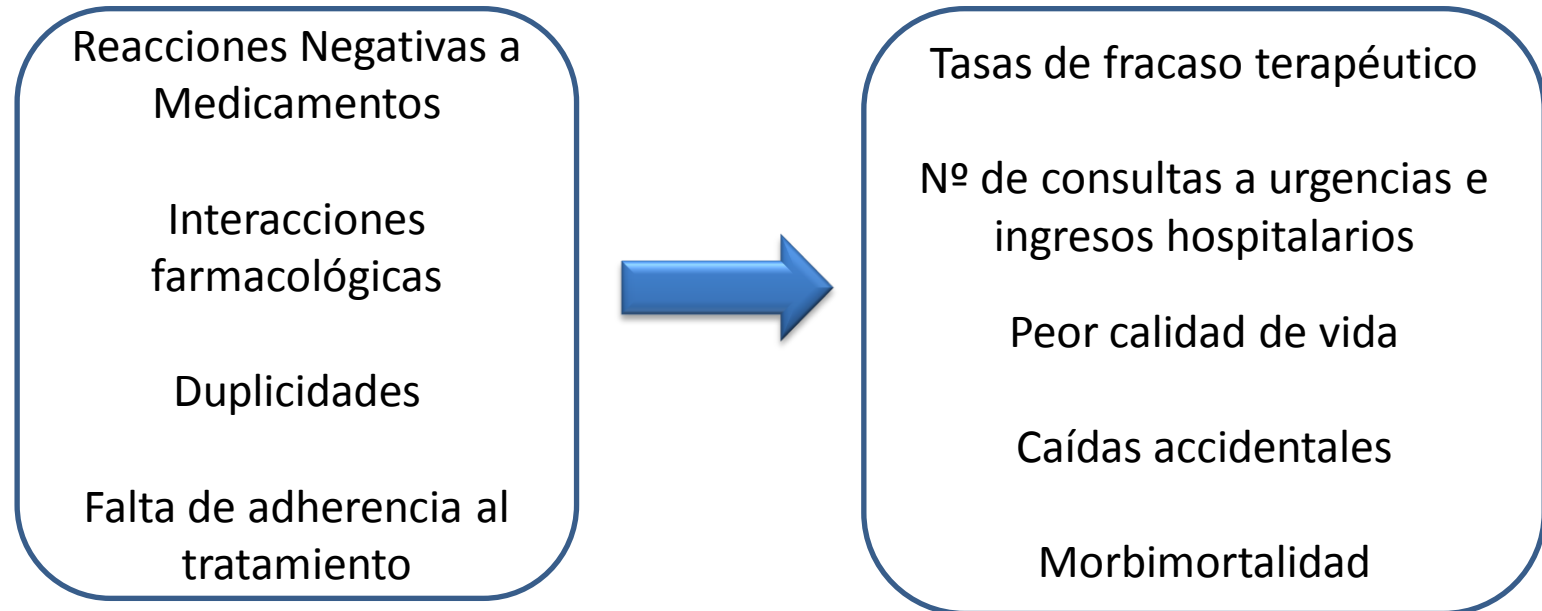 Reacciones Negativas a
Medicamentos
Interacciones
farmacológicas
Duplicidades
Falta de adherencia al
tratamiento
Tasas de fracaso terapéutico
Nº de consultas a urgencias e
ingresos hospitalarios
Peor calidad de vida
Caídas accidentales
Morbimortalidad